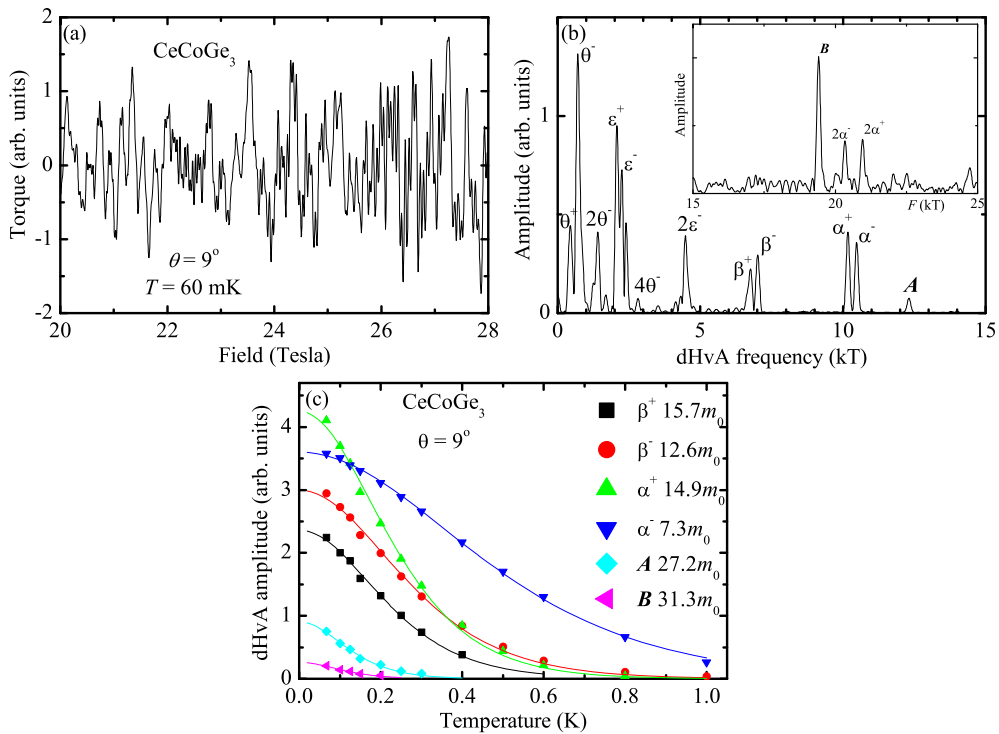 (a)
CeCoGe3
Torque (arb. units)
2
1
0
-1
-2
θ = 9°
T = 60 mK
20 22 24 26 28
Field (Tesla)
(b)
Amplitude (arb. units)
1
0
θ+
θ-
2θ-
ε+
ε-
4θ-
2ε-
β+
β-
α+
α-
A
0 5 10 15
dHvA frequency (kT)
Amplitude
B
2α-
2α+
15 20 25
F (kT)
(c)
CeCoGe3
θ = 9°
dHvA amplitude (arb. units)
4
3
2
1
0
β+ 15.7m0
β- 12.6m0
α+ 14.9m0
α- 7.3m0
A 27.2m0
B 31.3m0
0.0 0.2 0.4 0.6 0.8 1.0
Temperature (K)